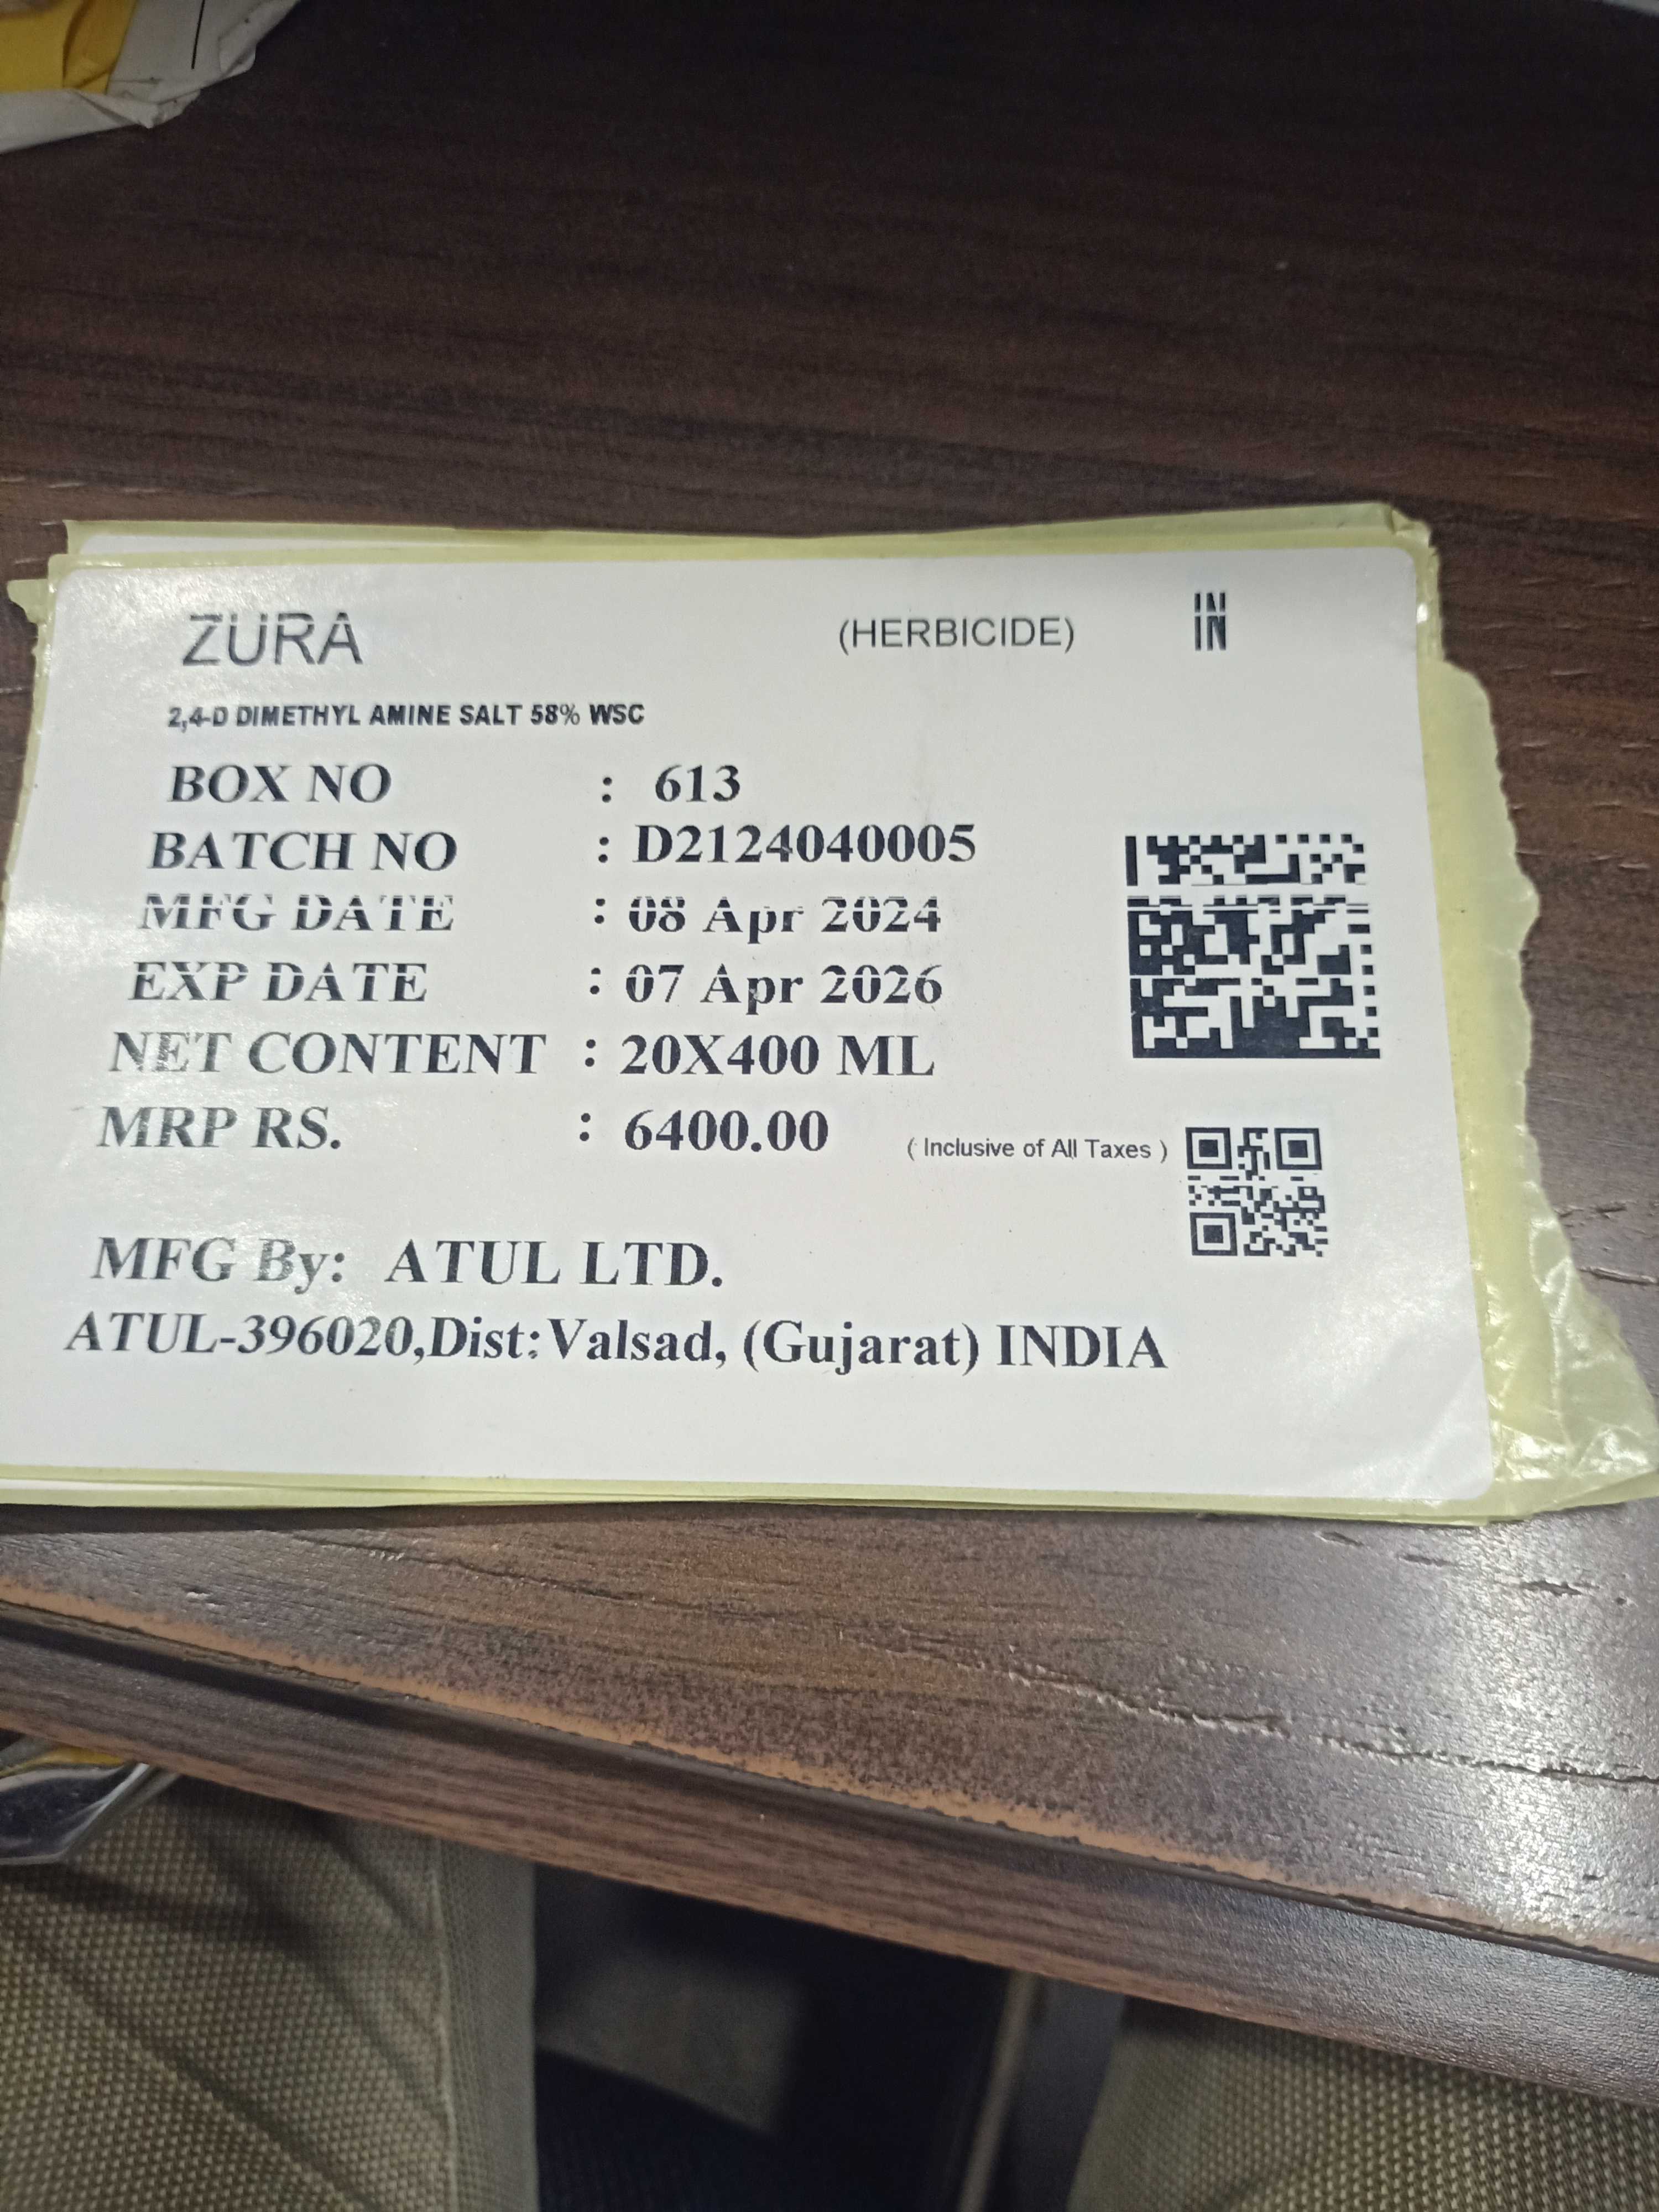 ZURA (HERBICIDE) IN
2,4-D DIMETHYL AMINE SALT 58% WSC
BOX NO : 613
BATCH NO : D2124040005
MFG DATE : 08 Apr 2024
EXP DATE : 07 Apr 2026
NET CONTENT : 20X400 ML
MRP RS. : 6400.00 ( Inclusive of All Taxes )
MFG By: ATUL LTD.
ATUL-396020,Dist:Valsad, (Gujarat) INDIA